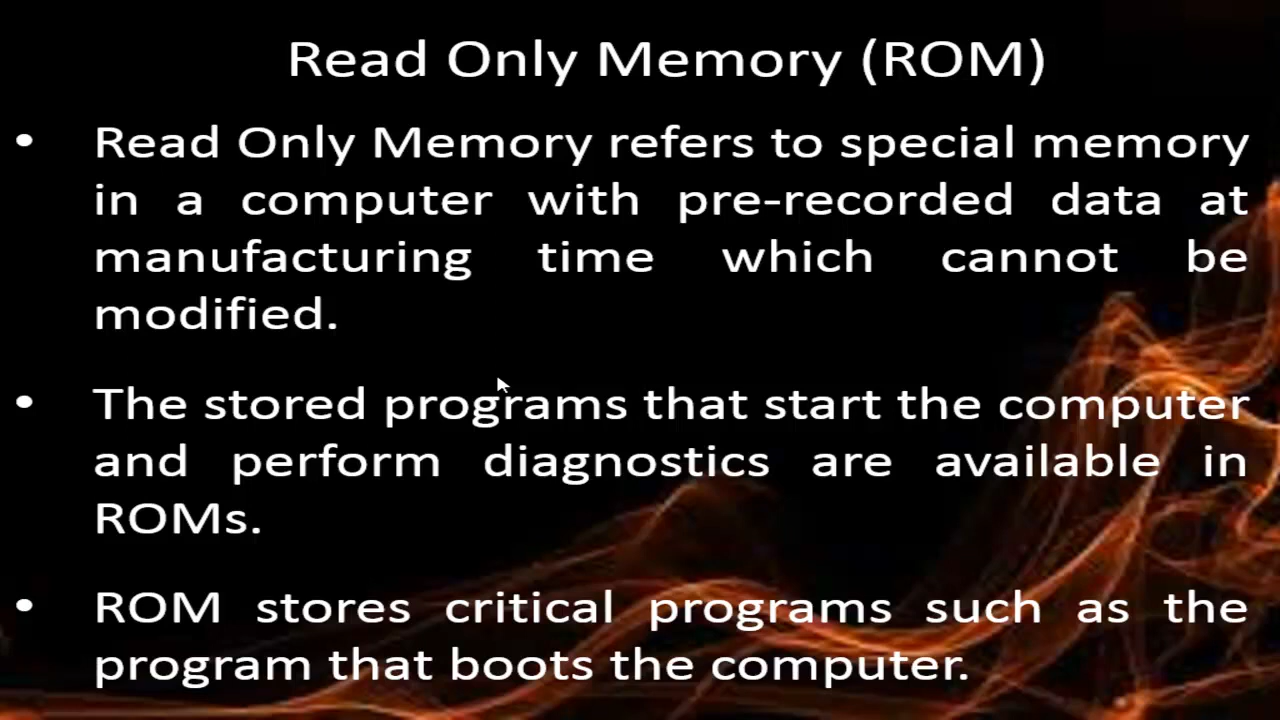 Read Only Memory (ROM)
• Read Only Memory refers to special memory
in a computer with pre-recorded data at
manufacturing time which cannot be
modified.
• The stored programs that start the computer
and perform diagnostics are available in
ROMs.
• ROM stores critical programs such as the
program that boots the computer.